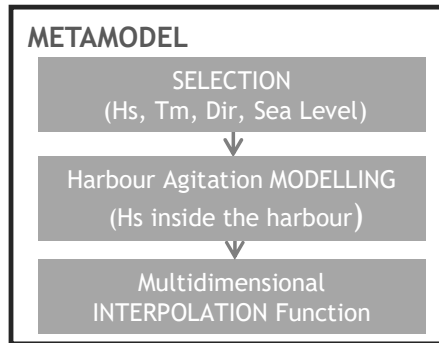 METAMODEL
SELECTION
(Hs, Tm, Dir, Sea Level)
Harbour Agitation MODELLING
(Hs inside the harbour)
Multidimensional
INTERPOLATION Function